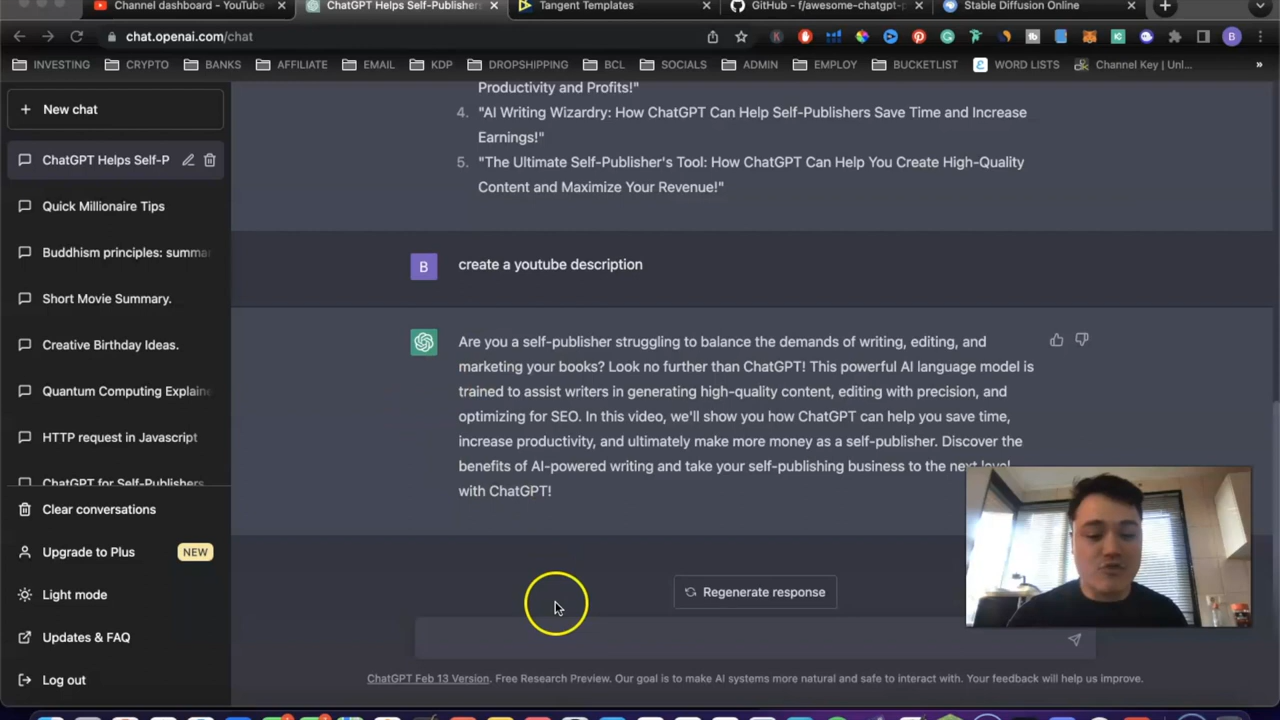 Channel dashboard - YouTube
ChatGPT Helps Self-Publishers
Tangent Templates
GitHub - f/awesome-chatgpt-p
Stable Diffusion Online
chat.openai.com/chat
B
INVESTING
CRYPTO
BANKS
AFFILIATE
EMAIL
KDP
DROPSHIPPING
BCL
SOCIALS
ADMIN
EMPLOY
BUCKETLIST
WORD LISTS
Channel Key | Unl...
»
New chat
ChatGPT Helps Self-P
Quick Millionaire Tips
Buddhism principles: summa
Short Movie Summary.
Creative Birthday Ideas.
Quantum Computing Explaine
HTTP request in Javascript
ChatGPT for Self-Publishers
Clear conversations
Upgrade to Plus NEW
Light mode
Updates & FAQ
Log out
Productivity and Profits!"
4. "AI Writing Wizardry: How ChatGPT Can Help Self-Publishers Save Time and Increase
Earnings!"
5. "The Ultimate Self-Publisher's Tool: How ChatGPT Can Help You Create High-Quality
Content and Maximize Your Revenue!"
B
create a youtube description
Are you a self-publisher struggling to balance the demands of writing, editing, and
marketing your books? Look no further than ChatGPT! This powerful AI language model is
trained to assist writers in generating high-quality content, editing with precision, and
optimizing for SEO. In this video, we'll show you how ChatGPT can help you save time,
increase productivity, and ultimately make more money as a self-publisher. Discover the
benefits of AI-powered writing and take your self-publishing business to the next level
with ChatGPT!
Regenerate response
ChatGPT Feb 13 Version. Free Research Preview. Our goal is to make AI systems more natural and safe to interact with. Your feedback will help us improve.